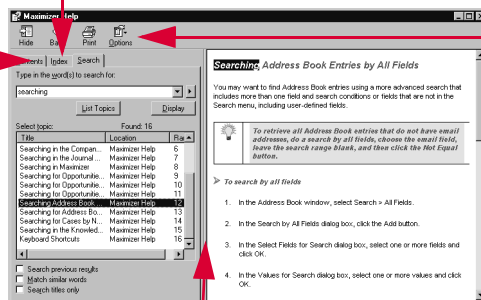 Maximizer Help
Hide Print Options
Index Search
Type in the word(s) to search for:
searching
List Topics Display
Select topic: Found: 16
Title Location
Searching in the Compan... Maximizer Help 6
Searching in the Journal ... Maximizer Help 7
Searching in Maximizer Maximizer Help 8
Searching for Opportunitie... Maximizer Help 9
Searching for Opportunitie... Maximizer Help 10
Searching for Opportunitie... Maximizer Help 11
Searching Address Book ... Maximizer Help 12
Searching for Address Bo... Maximizer Help 13
Searching for Cases by N... Maximizer Help 14
Searching in the Knowled... Maximizer Help 15
Keyboard Shortcuts Maximizer Help 16
Search previous results
Match similar words
Search titles only
Searching Address Book Entries by All Fields
You may want to find Address Book entries using a more advanced search that
includes more than one field and search conditions or fields that are not in the
Search menu, including user-defined fields.
To retrieve all Address Book entries that do not have email
addresses, do a search by all fields, choose the email field,
leave the search range blank, and then click the Not Equal
button.
To search by all fields
1. In the Address Book window, select Search > All Fields.
2. In the Search by All Fields dialog box, click the Add button.
3. In the Select Fields for Search dialog box, select one or more fields and
click OK.
4. In the Values for Search dialog box, select one or more values and click
OK.